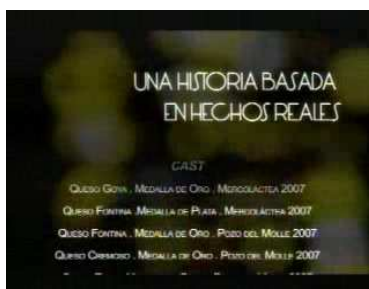 UNA HISTORIA BASADA
EN HECHOS REALES
CAST
QUESO GOYA . MEDALLA DE ORO . MERCOLÁCTEA 2007
QUESO FONTINA . MEDALLA DE PLATA . MERCOLÁCTEA 2007
QUESO FONTINA . MEDALLA DE ORO . POZO DEL MOLLE 2007
QUESO CREMOSO . MEDALLA DE ORO . POZO DEL MOLLE 2007